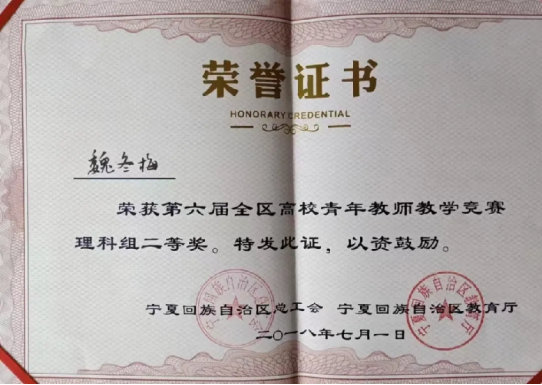 荣誉证书
HONORARY CREDENTIAL
魏冬梅
荣获第六届全区高校青年教师教学竞赛
理科组二等奖。特发此证，以资鼓励。
宁夏回族自治区总工会 宁夏回族自治区教育厅
二〇一八年七月一日